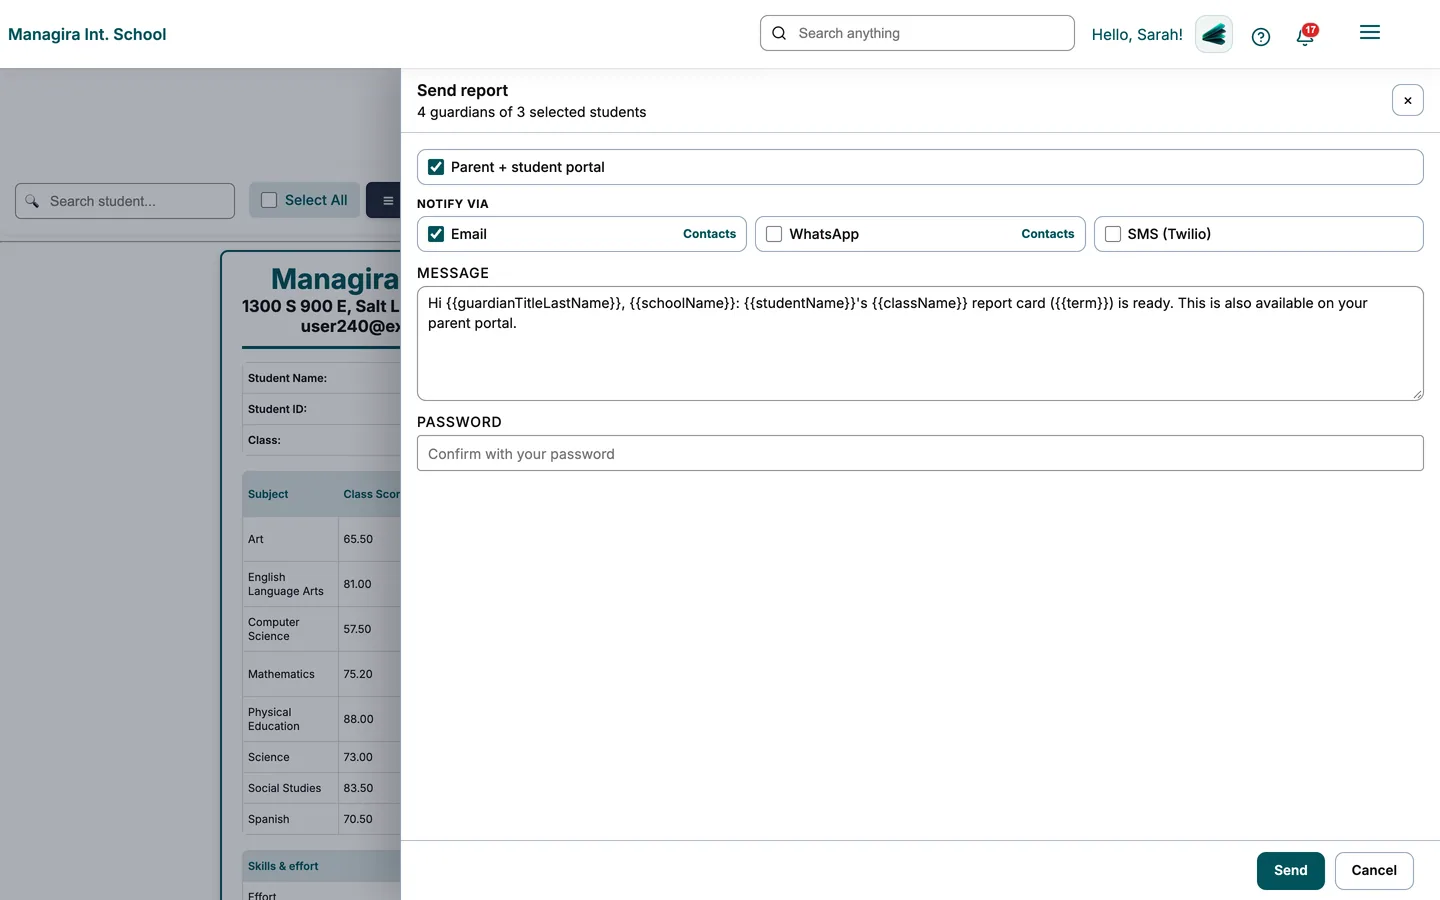 Managira Int. School
Search anything
Hello, Sarah!
17
Send report
4 guardians of 3 selected students
Parent + student portal
NOTIFY VIA
Email
Contacts
WhatsApp
Contacts
SMS (Twilio)
MESSAGE
Hi {{guardianTitleLastName}}, {{schoolName}}: {{studentName}}'s {{className}} report card ({{term}}) is ready. This is also available on your
parent portal.
PASSWORD
Confirm with your password
Send
Cancel
Search student...
Select All
Managira
1300 S 900 E, Salt L
user240@ex
Student Name:
Student ID:
Class:
Subject
Class Scor
Art
65.50
English
Language Arts
81.00
Computer
Science
57.50
Mathematics
75.20
Physical
Education
88.00
Science
73.00
Social Studies
83.50
Spanish
70.50
Skills & effort
Effort